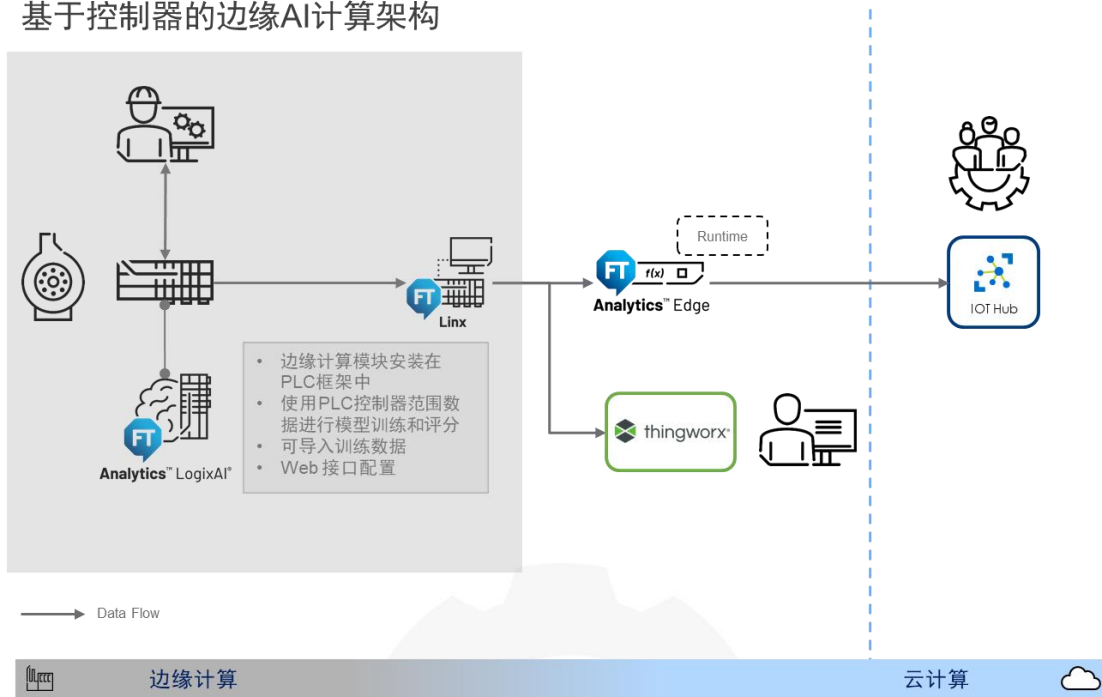 基于控制器的边缘AI计算架构
Runtime
FT
f(x)
Analytics™ Edge
IOT Hub
FT
Linx
• 边缘计算模块安装在
PLC框架中
• 使用PLC控制器范围数
据进行模型训练和评分
• 可导入训练数据
• Web 接口配置
FT
Analytics™ LogixAI®
thingworx®
Data Flow
边缘计算
云计算